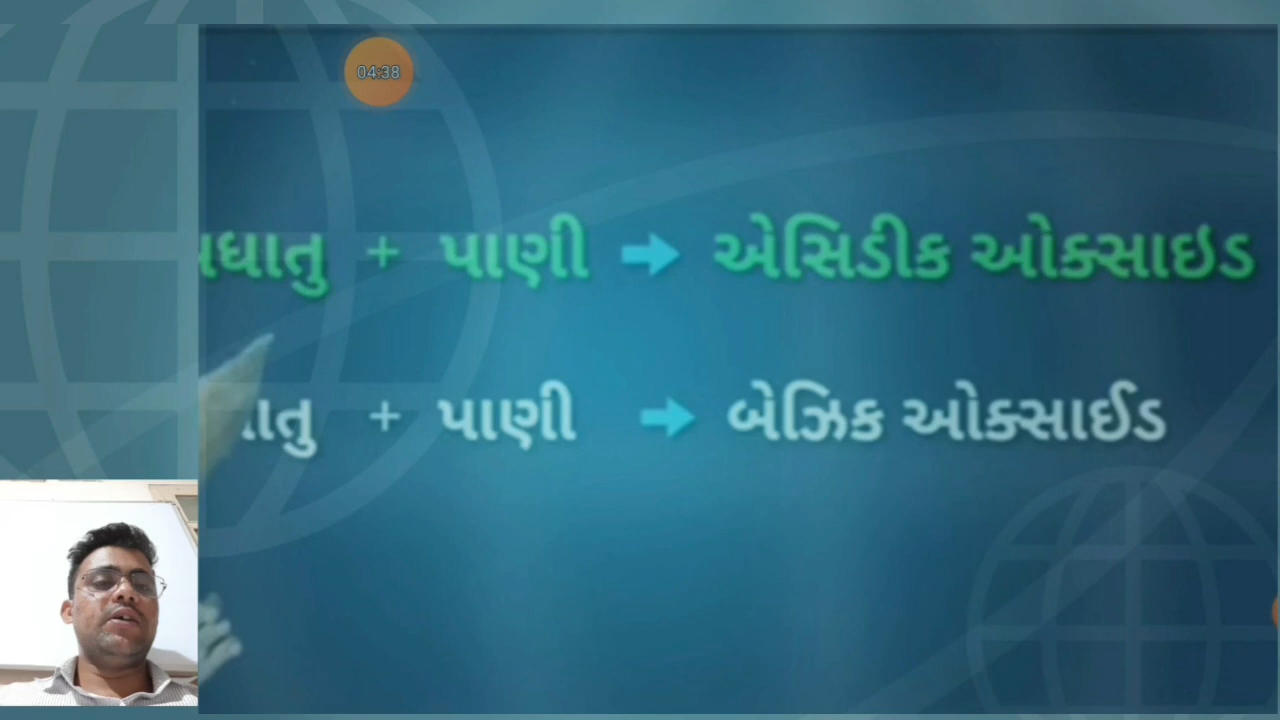 04:38
+ પાણી → એસિડીક ઓક્સાઇડ
+ પાણી → બેઝિક ઓક્સાઈડ